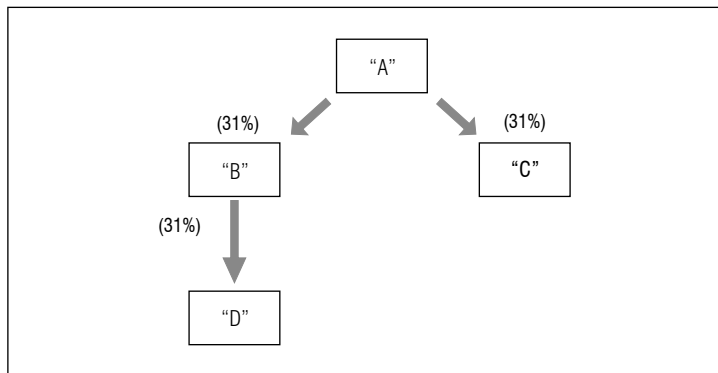 “A”
(31%) (31%)
“B” “C”
(31%)
“D”